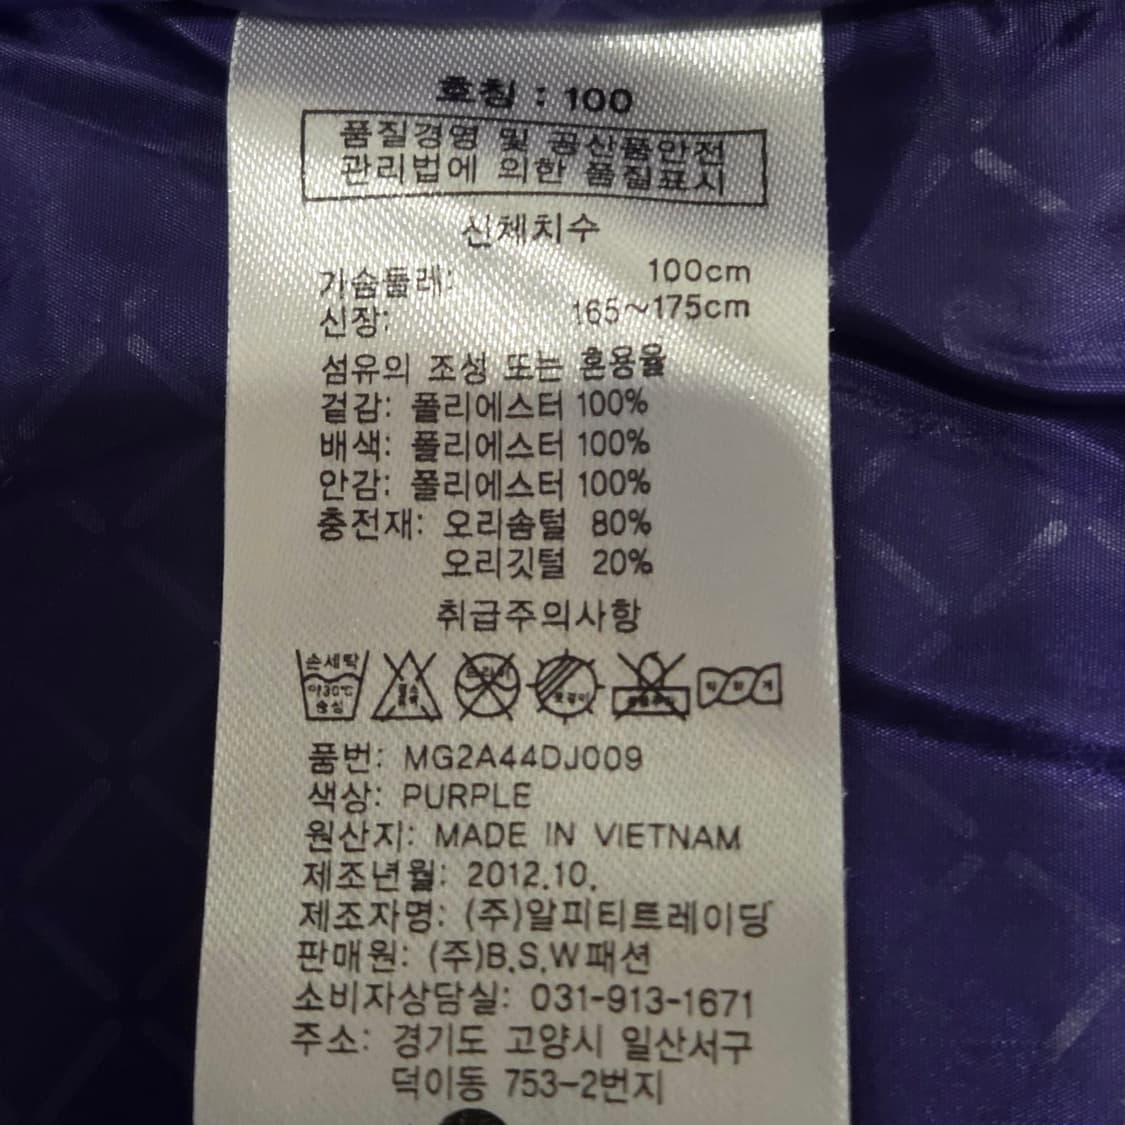 호칭 : 100
품질경영 및 공산품안전
관리법에 의한 품질표시
신체치수
가슴둘레: 100cm
신장: 165~175cm
섬유의 조성 또는 혼용율
겉감: 폴리에스터 100%
배색: 폴리에스터 100%
안감: 폴리에스터 100%
충전재: 오리솜털 80%
오리깃털 20%
취급주의사항
손세탁
약30℃
중성
품번: MG2A44DJ009
색상: PURPLE
원산지: MADE IN VIETNAM
제조년월: 2012.10.
제조자명: (주)알피티트레이딩
판매원: (주)B.S.W패션
소비자상담실: 031-913-1671
주소: 경기도 고양시 일산서구
덕이동 753-2번지